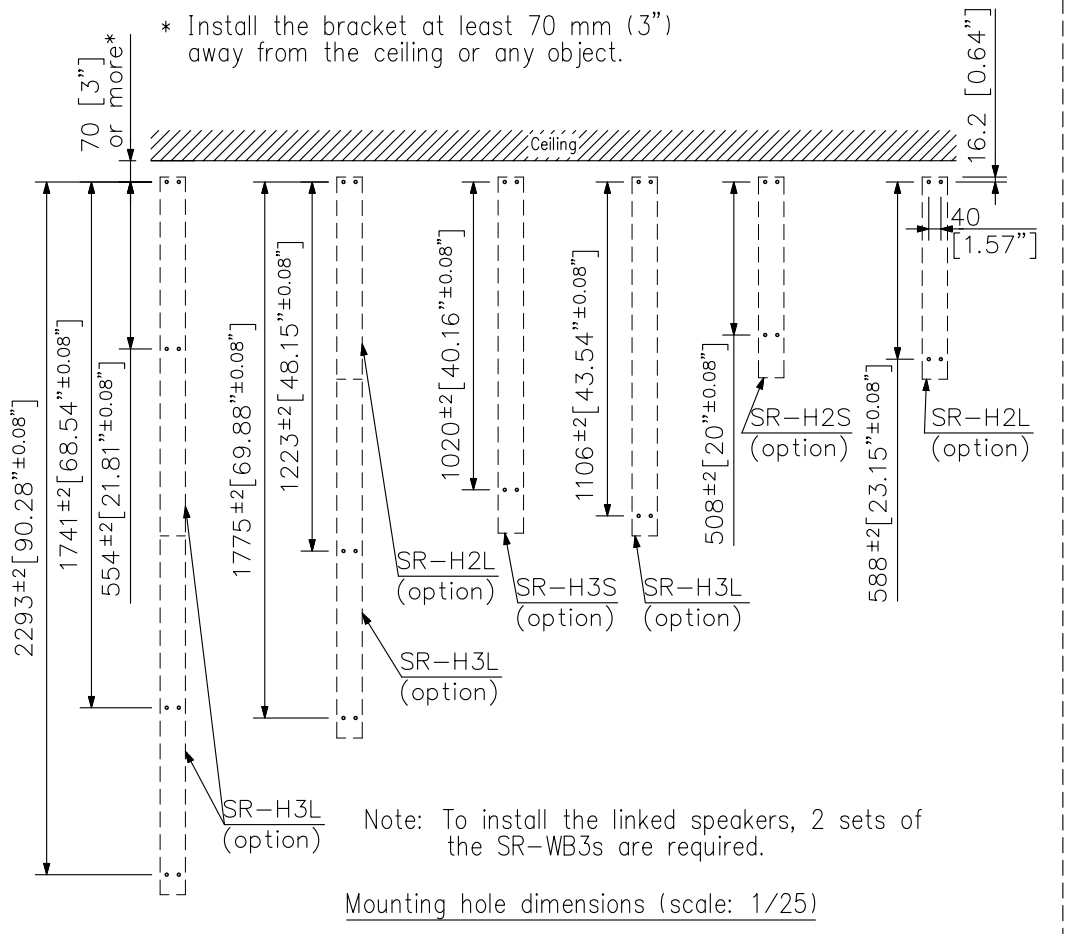 * Install the bracket at least 70 mm (3”)
away from the ceiling or any object.
70 [3”]
or more*
16.2 [0.64”]
Ceiling
40
[1.57”]
2293±2[90.28”±0.08”]
1741±2[68.54”±0.08”]
554±2[21.81”±0.08”]
1775±2[69.88”±0.08”]
1223±2[48.15”±0.08”]
1020±2[40.16”±0.08”]
1106±2[43.54”±0.08”]
508±2[20”±0.08”]
588±2[23.15”±0.08”]
SR-H2S
(option)
SR-H2L
(option)
SR-H2L
(option)
SR-H3S
(option)
SR-H3L
(option)
SR-H3L
(option)
SR-H3L
(option)
Note: To install the linked speakers, 2 sets of
the SR-WB3s are required.
Mounting hole dimensions (scale: 1/25)